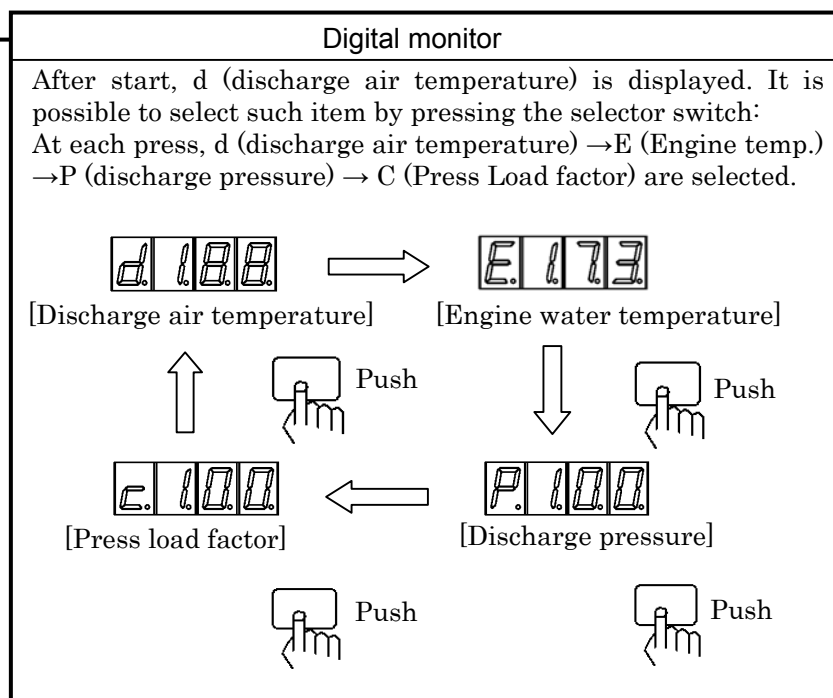 Digital monitor
After start, d (discharge air temperature) is displayed. It is
possible to select such item by pressing the selector switch:
At each press, d (discharge air temperature) →E (Engine temp.)
→P (discharge pressure) → C (Press Load factor) are selected.
d.1.8.8. E.1.7.3.
[Discharge air temperature] [Engine water temperature]
Push Push
c.1.0.0. P.1.0.0.
[Press load factor] [Discharge pressure]
Push Push